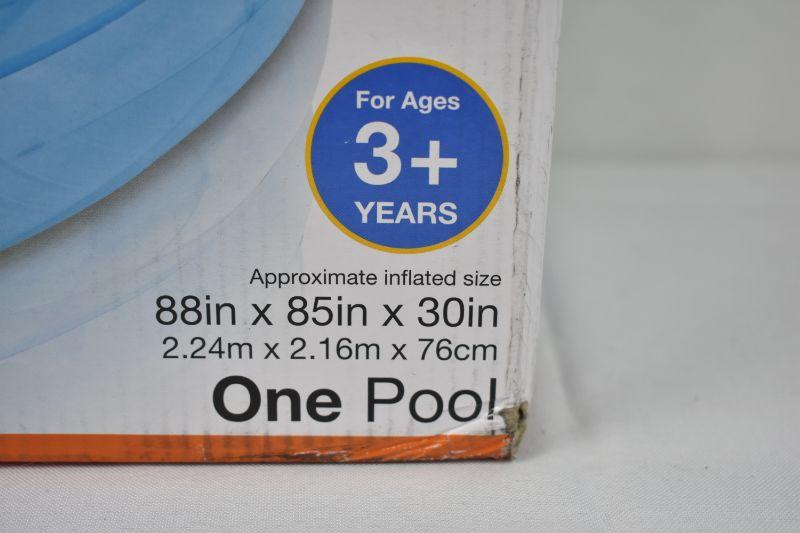 For Ages
3+
YEARS
Approximate inflated size
88in x 85in x 30in
2.24m x 2.16m x 76cm
One Pool